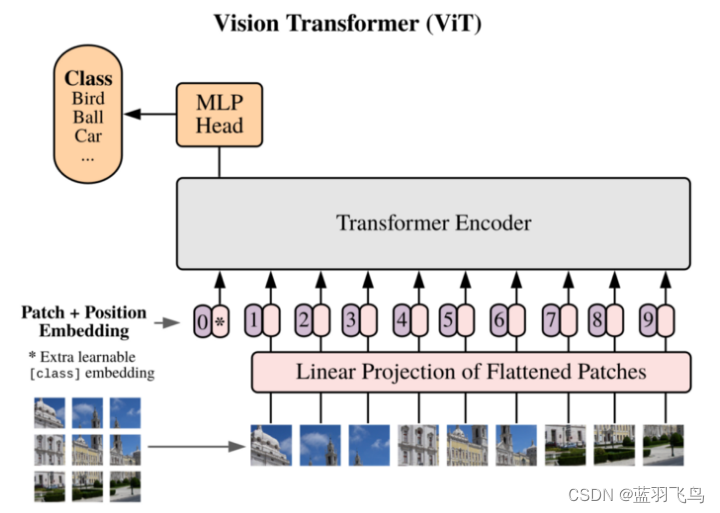 Vision Transformer (ViT)
Class
Bird
Ball
Car
...
MLP
Head
Transformer Encoder
Patch + Position
Embedding
0 * 1 2 3 4 5 6 7 8 9
* Extra learnable
[class] embedding
Linear Projection of Flattened Patches
CSDN @蓝羽飞鸟